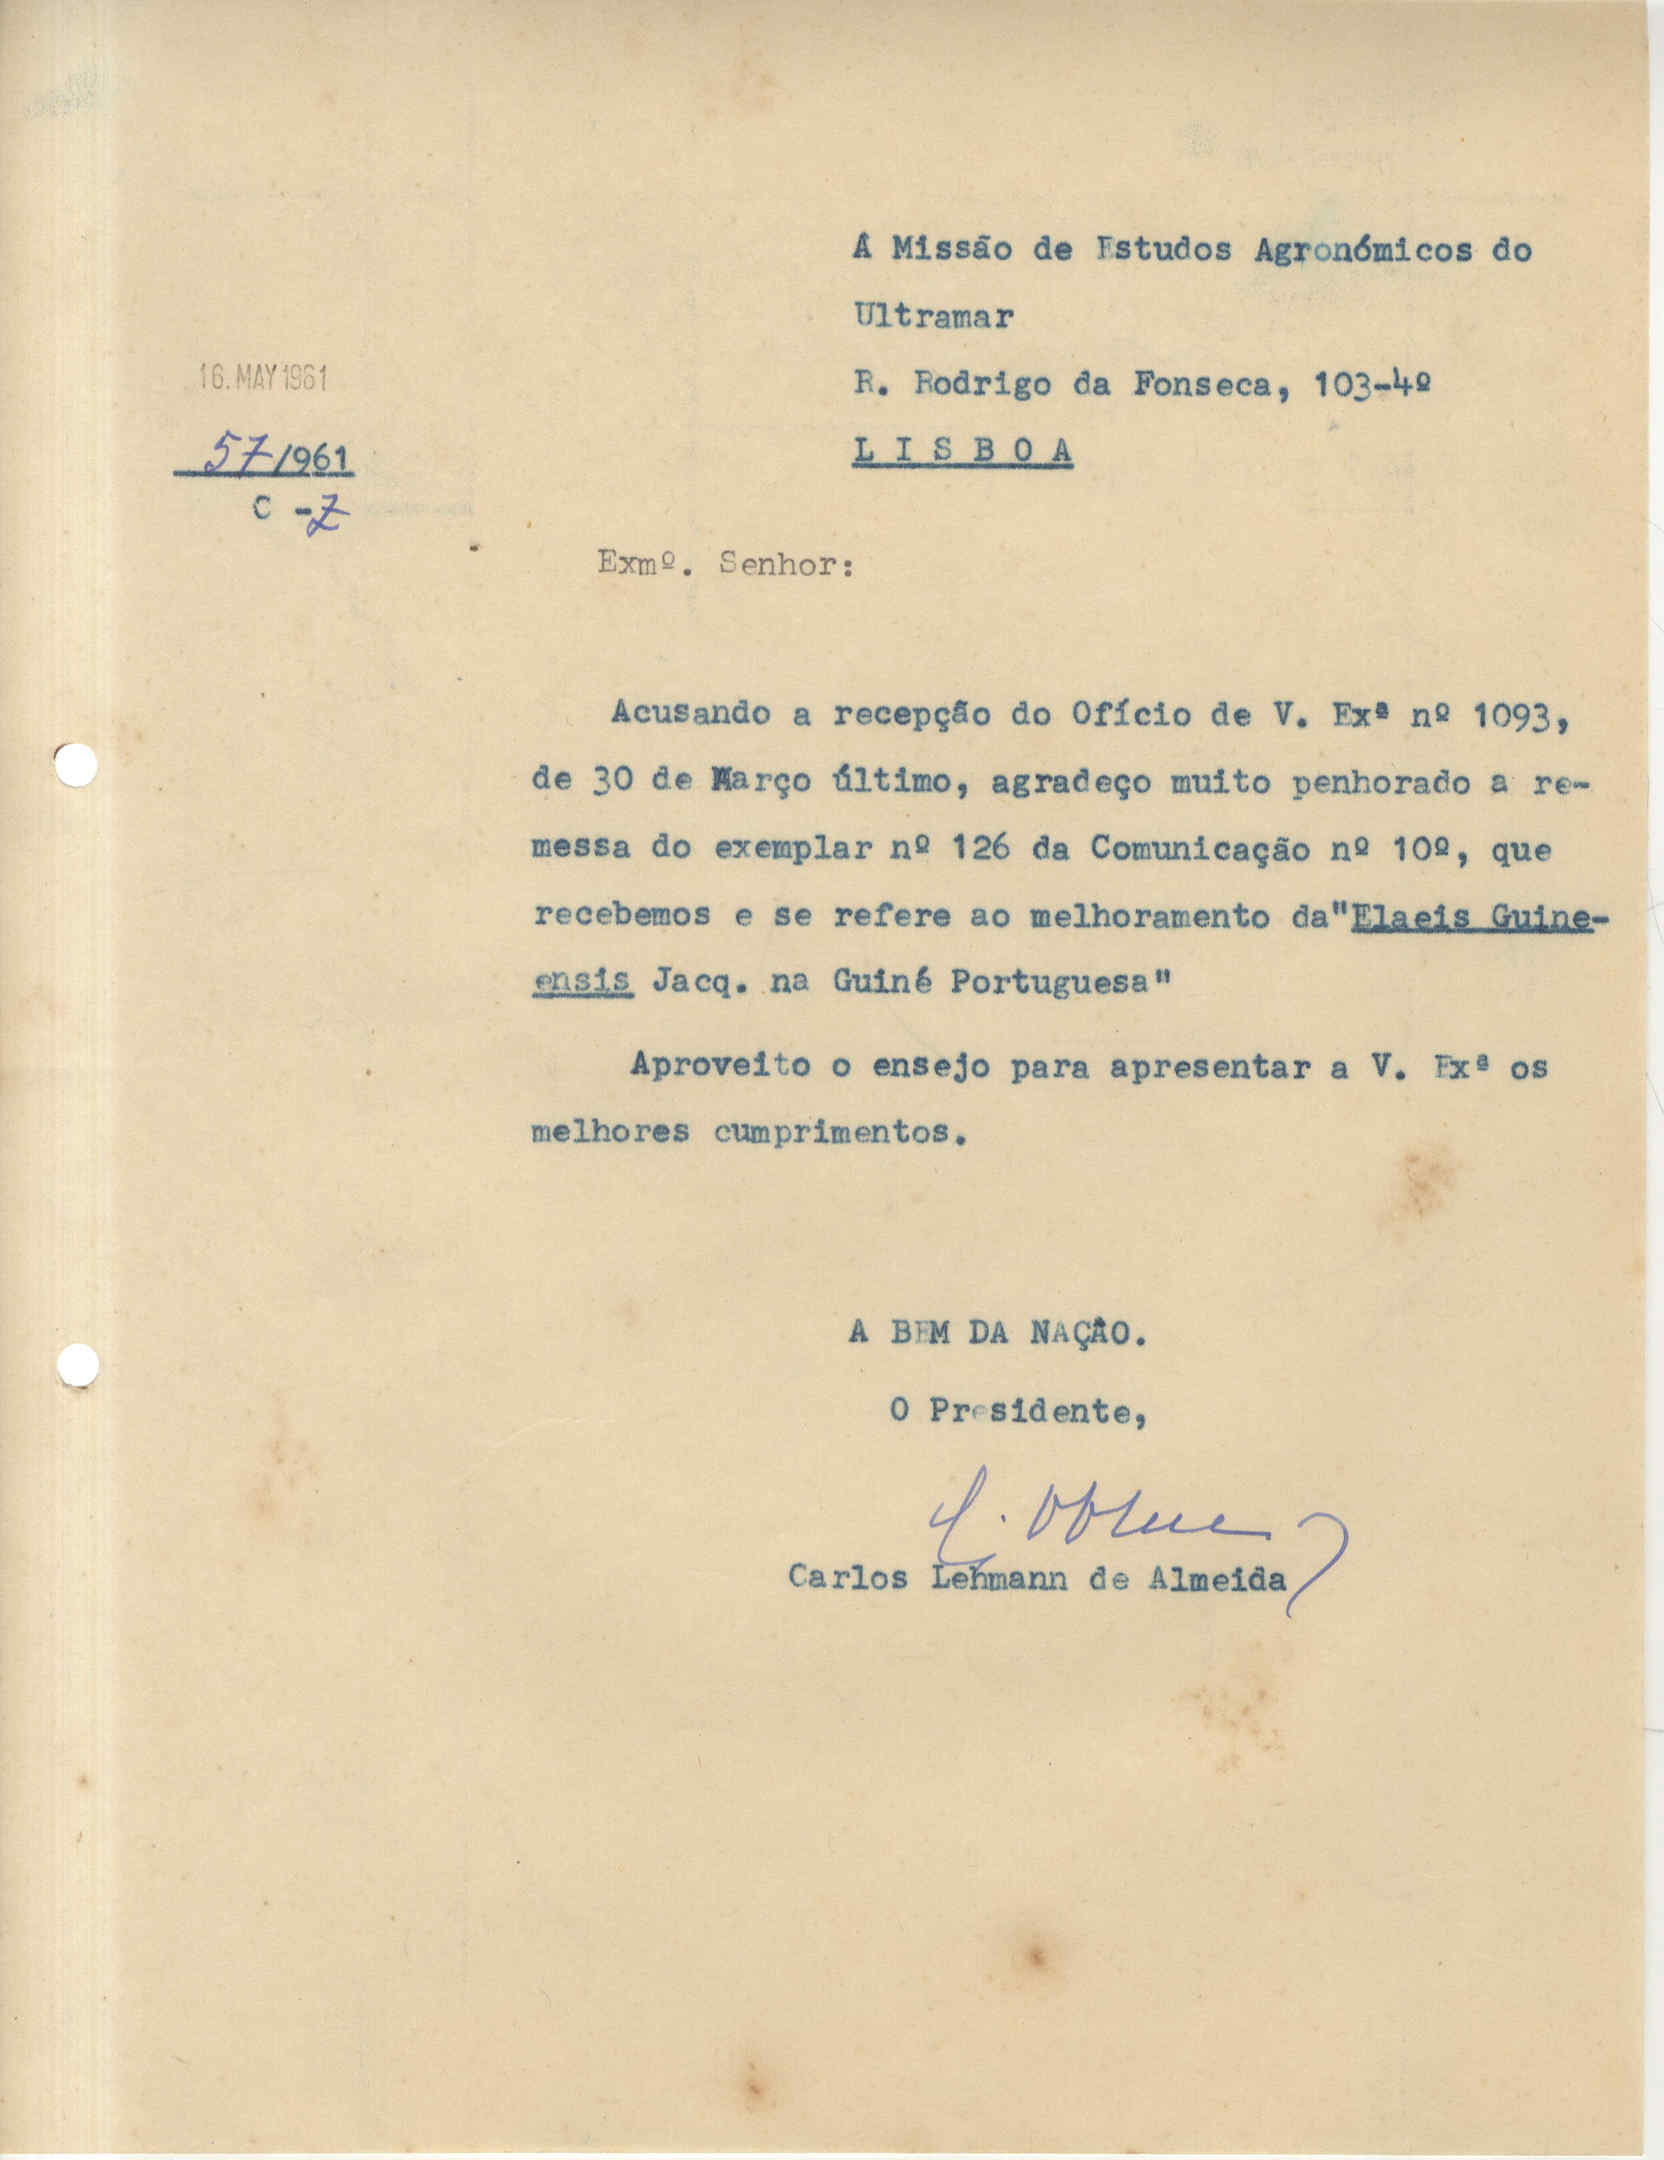 Á Missão de Estudos Agronómicos do
Ultramar
16. MAY 1961
R. Rodrigo da Fonseca, 103-4º
57/1961
L I S B O A
C -Z
Exmº. Senhor:
Acusando a recepção do Ofício de V. Exª nº 1093,
de 30 de Março último, agradeço muito penhorado a re-
messa do exemplar nº 126 da Comunicação nº 10º, que
recebemos e se refere ao melhoramento da"Elaeis Guine-
ensis Jacq. na Guiné Portuguesa"
Aproveito o ensejo para apresentar a V. Exª os
melhores cumprimentos.
A BEM DA NAÇÂO.
O Presidente,
Carlos Lehmann de Almeida